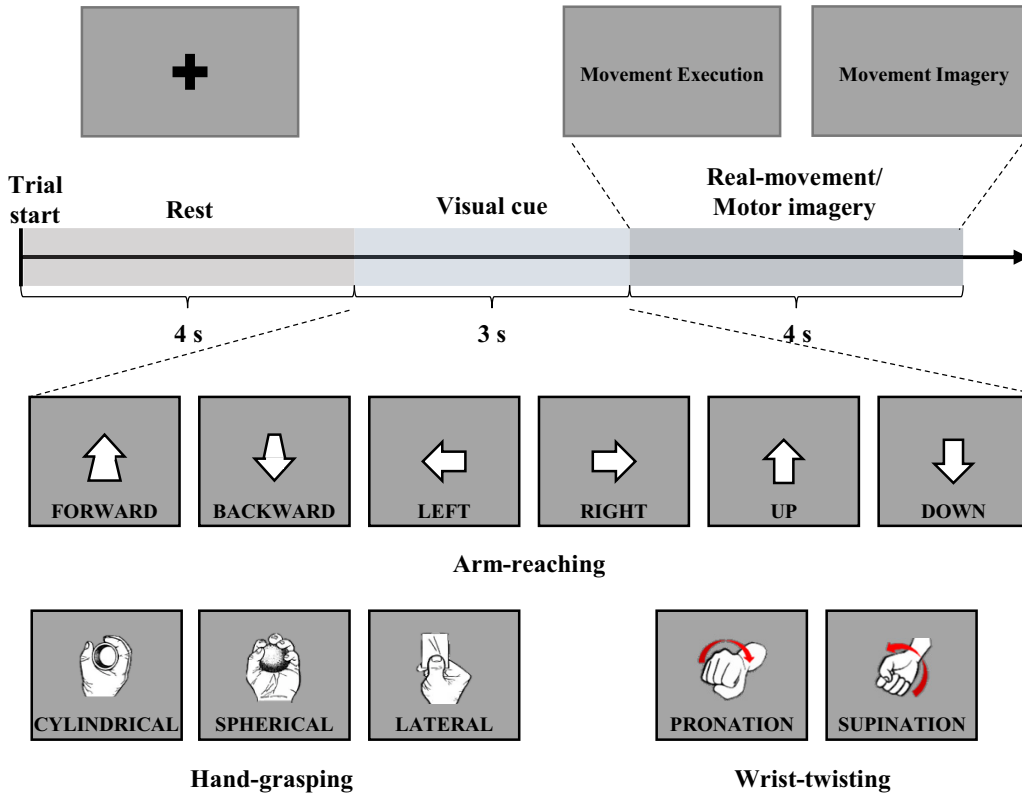 Movement Execution
Movement Imagery
Trial
start
Rest
Visual cue
Real-movement/
Motor imagery
4 s
3 s
4 s
FORWARD
BACKWARD
LEFT
RIGHT
UP
DOWN
Arm-reaching
CYLINDRICAL
SPHERICAL
LATERAL
PRONATION
SUPINATION
Hand-grasping
Wrist-twisting